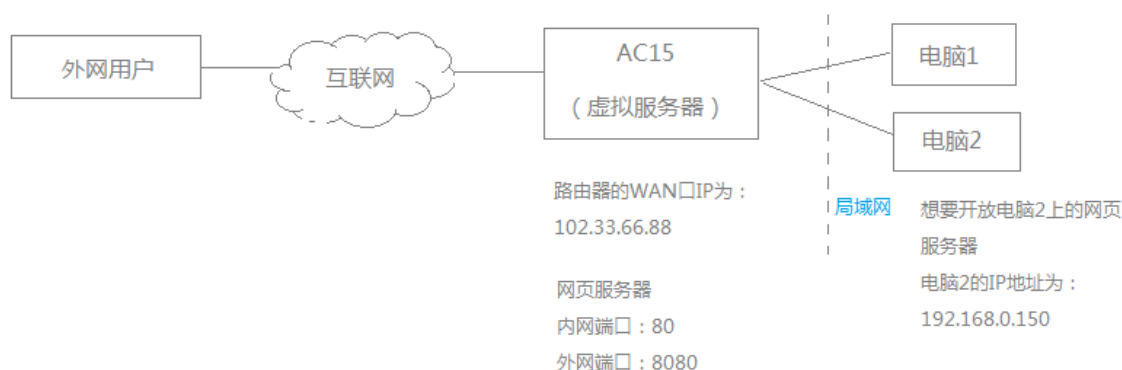 外网用户
互联网
AC15
（虚拟服务器）
电脑1
电脑2
路由器的WAN口IP为：
102.33.66.88
网页服务器
内网端口：80
外网端口：8080
局域网
想要开放电脑2上的网页
服务器
电脑2的IP地址为：
192.168.0.150